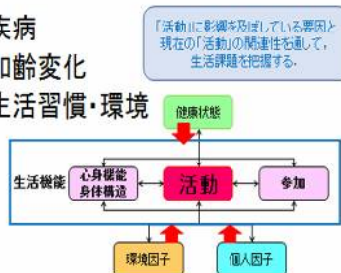 疾病
加齢変化
生活習慣・環境
「活動」に影響を及ぼしている要因と
現在の「活動」の関連性を通して,
生活課題を把握する.
健康状態
生活機能
心身機能
身体構造
活動
参加
環境因子
個人因子